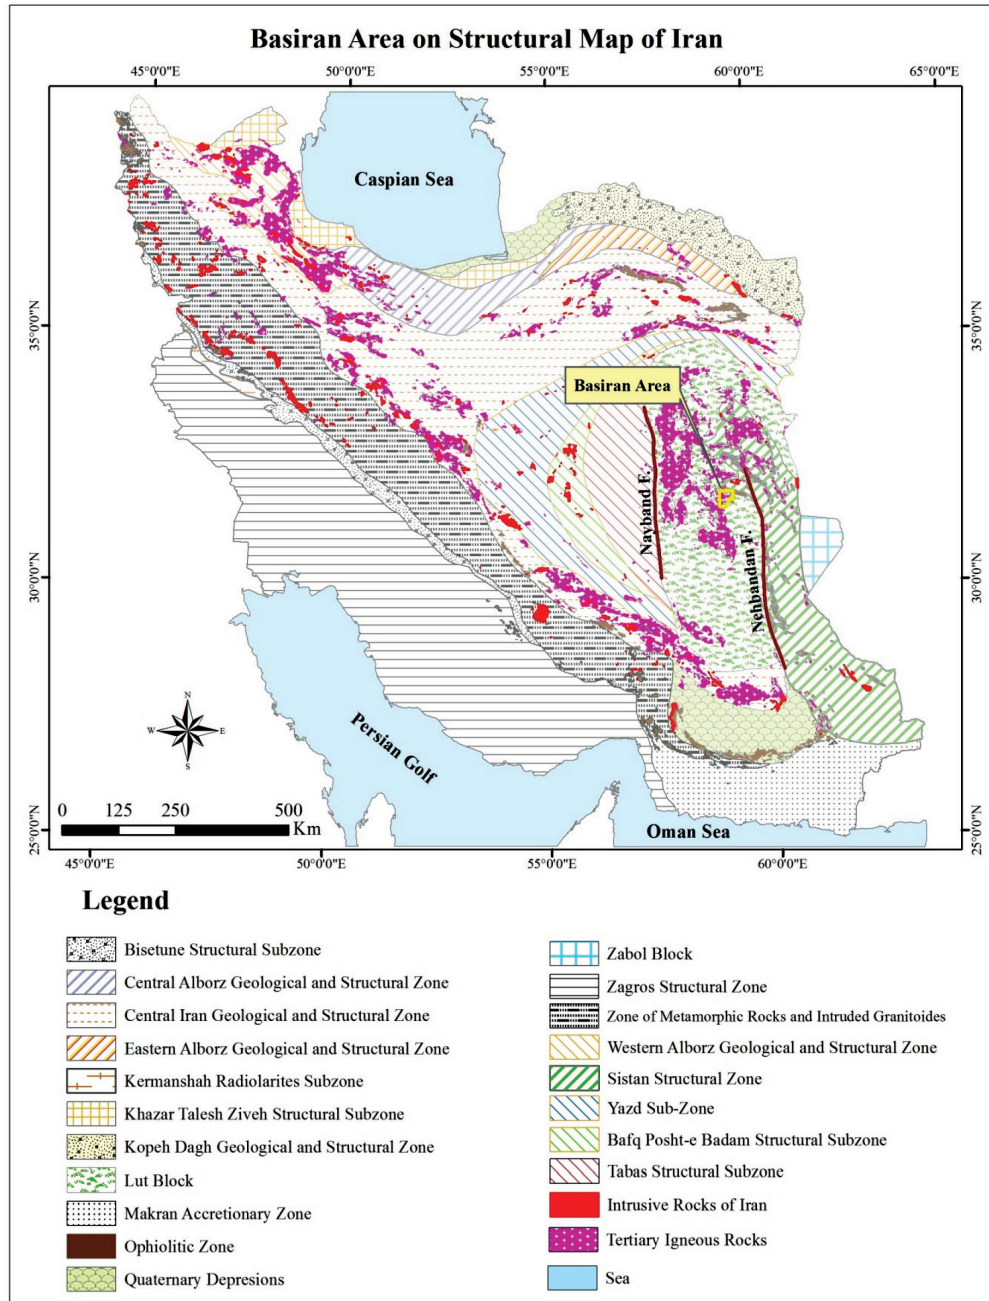 Basiran Area on Structural Map of Iran
45°0'0"E 50°0'0"E 55°0'0"E 60°0'0"E 65°0'0"E
Caspian Sea
35°0'0"N
35°0'0"N
Basiran Area
Nayband F.
Nehbandan F.
30°0'0"N
30°0'0"N
N
W E
S
Persian Golf
0 125 250 500
Km
Oman Sea
25°0'0"N
25°0'0"N
45°0'0"E 50°0'0"E 55°0'0"E 60°0'0"E
Legend
Bisetune Structural Subzone
Central Alborz Geological and Structural Zone
Central Iran Geological and Structural Zone
Eastern Alborz Geological and Structural Zone
Kermanshah Radiolarites Subzone
Khazar Talesh Ziveh Structural Subzone
Kopeh Dagh Geological and Structural Zone
Lut Block
Makran Accretionary Zone
Ophiolitic Zone
Quaternary Depresions
Zabol Block
Zagros Structural Zone
Zone of Metamorphic Rocks and Intruded Granitoides
Western Alborz Geological and Structural Zone
Sistan Structural Zone
Yazd Sub-Zone
Bafq Posht-e Badam Structural Subzone
Tabas Structural Subzone
Intrusive Rocks of Iran
Tertiary Igneous Rocks
Sea